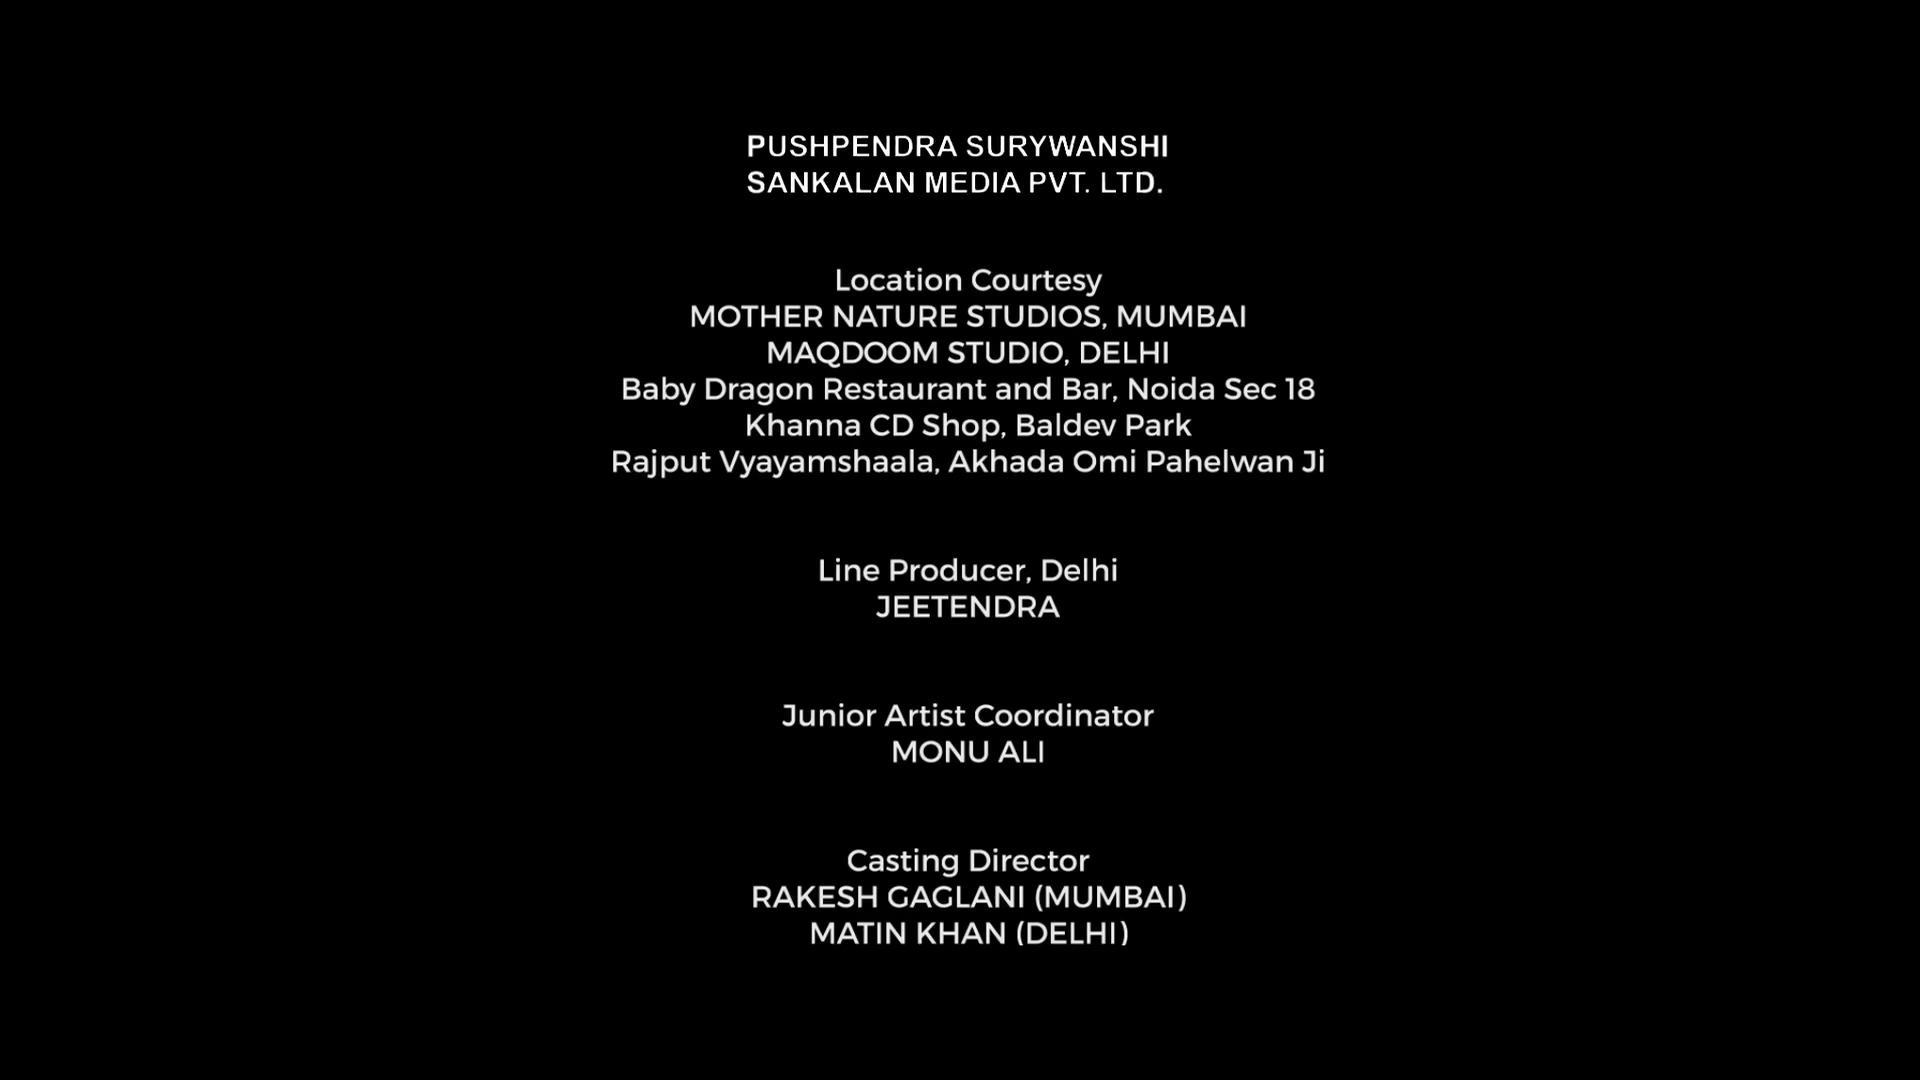 PUSHPENDRA SURYWANSHI
SANKALAN MEDIA PVT. LTD.
Location Courtesy
MOTHER NATURE STUDIOS, MUMBAI
MAQDOOM STUDIO, DELHI
Baby Dragon Restaurant and Bar, Noida Sec 18
Khanna CD Shop, Baldev Park
Rajput Vyayamshaala, Akhada Omi Pahelwan Ji
Line Producer, Delhi
JEETENDRA
Junior Artist Coordinator
MONU ALI
Casting Director
RAKESH GAGLANI (MUMBAI)
MATIN KHAN (DELHI)